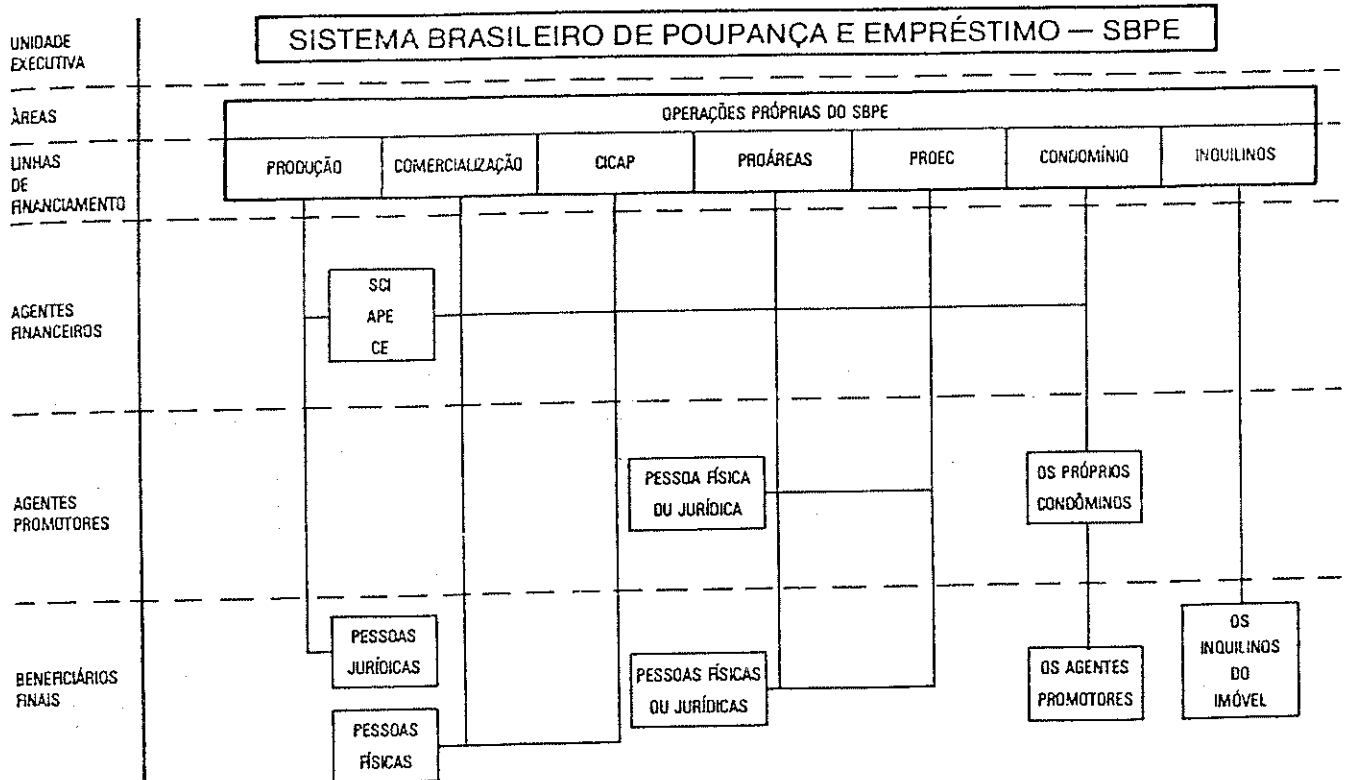 UNIDADE
EXECUTIVA
SISTEMA BRASILEIRO DE POUPANÇA E EMPRÉSTIMO — SBPE
ÀREAS
OPERAÇÕES PRÓPRIAS DO SBPE
LINHAS
DE
FINANCIAMENTO
PRODUÇÃO
COMERCIALIZAÇÃO
CICAP
PROÁREAS
PROEC
CONDOMÍNIO
INQUILINOS
AGENTES
FINANCEIROS
SCI
APE
CE
AGENTES
PROMOTORES
PESSOA FÍSICA
OU JURÍDICA
OS PRÓPRIOS
CONDÔMINOS
BENEFICIÁRIOS
FINAIS
PESSOAS
JURÍDICAS
PESSOAS
FÍSICAS
PESSOAS FÍSICAS
OU JURÍDICAS
OS AGENTES
PROMOTORES
OS
INQUILINOS
DO
IMÓVEL